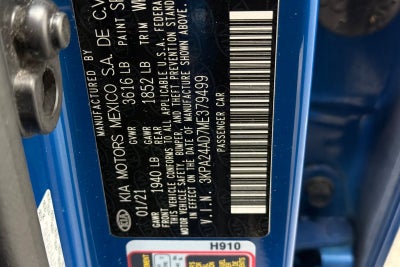 MANUFACTURED BY
KIA MOTORS MEXICO S.A. DE C.V.
01/21 GVWR 3616 LB PAINT
GAWR 1940 LB GAWR 1852 LB TRIM
FRNT REAR
THIS VEHICLE CONFORMS TO ALL APPLICABLE U.S.A. FEDERAL
MOTOR VEHICLE SAFETY, BUMPER, AND THEFT PREVENTION STANDARDS
IN EFFECT ON THE DATE OF MANUFACTURE SHOWN ABOVE.
V.I.N. : 3KPA24AD7ME379499
PASSENGER CAR
H910